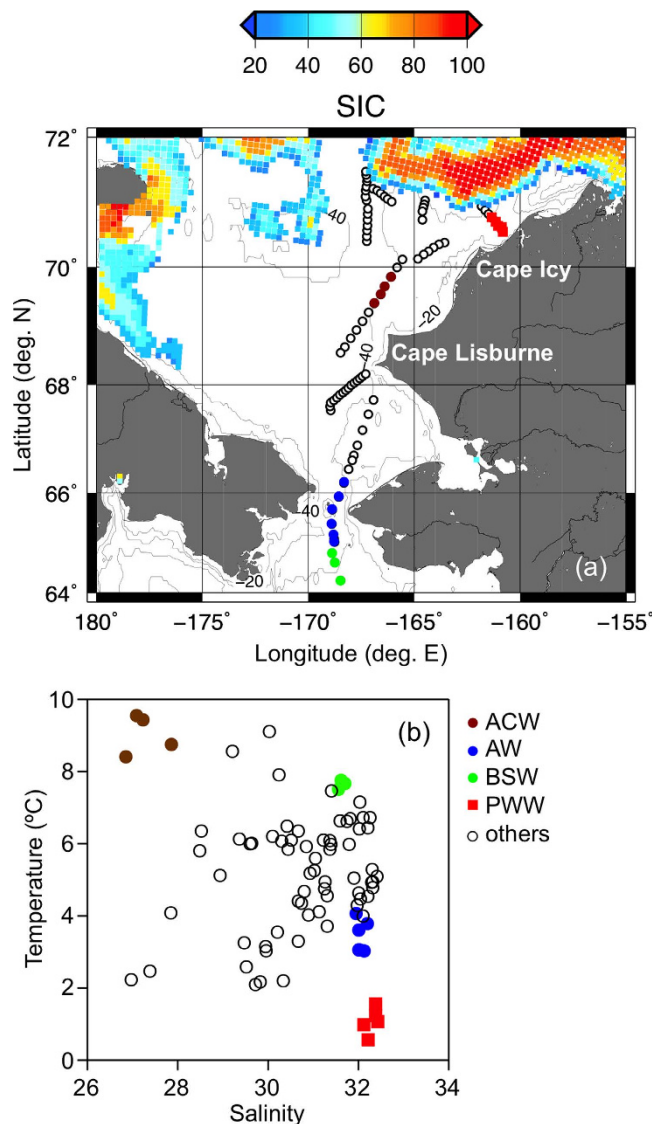 20 40 60 80 100
SIC
72°
70°
68°
66°
64°
Latitude (deg. N)
40
−20
Cape Icy
40
Cape Lisburne
−40
−20
(a)
180° −175° −170° −165° −160° −155°
Longitude (deg. E)
10
8
6
4
2
0
Temperature (ºC)
(b)
ACW
AW
BSW
PWW
others
26 28 30 32 34
Salinity